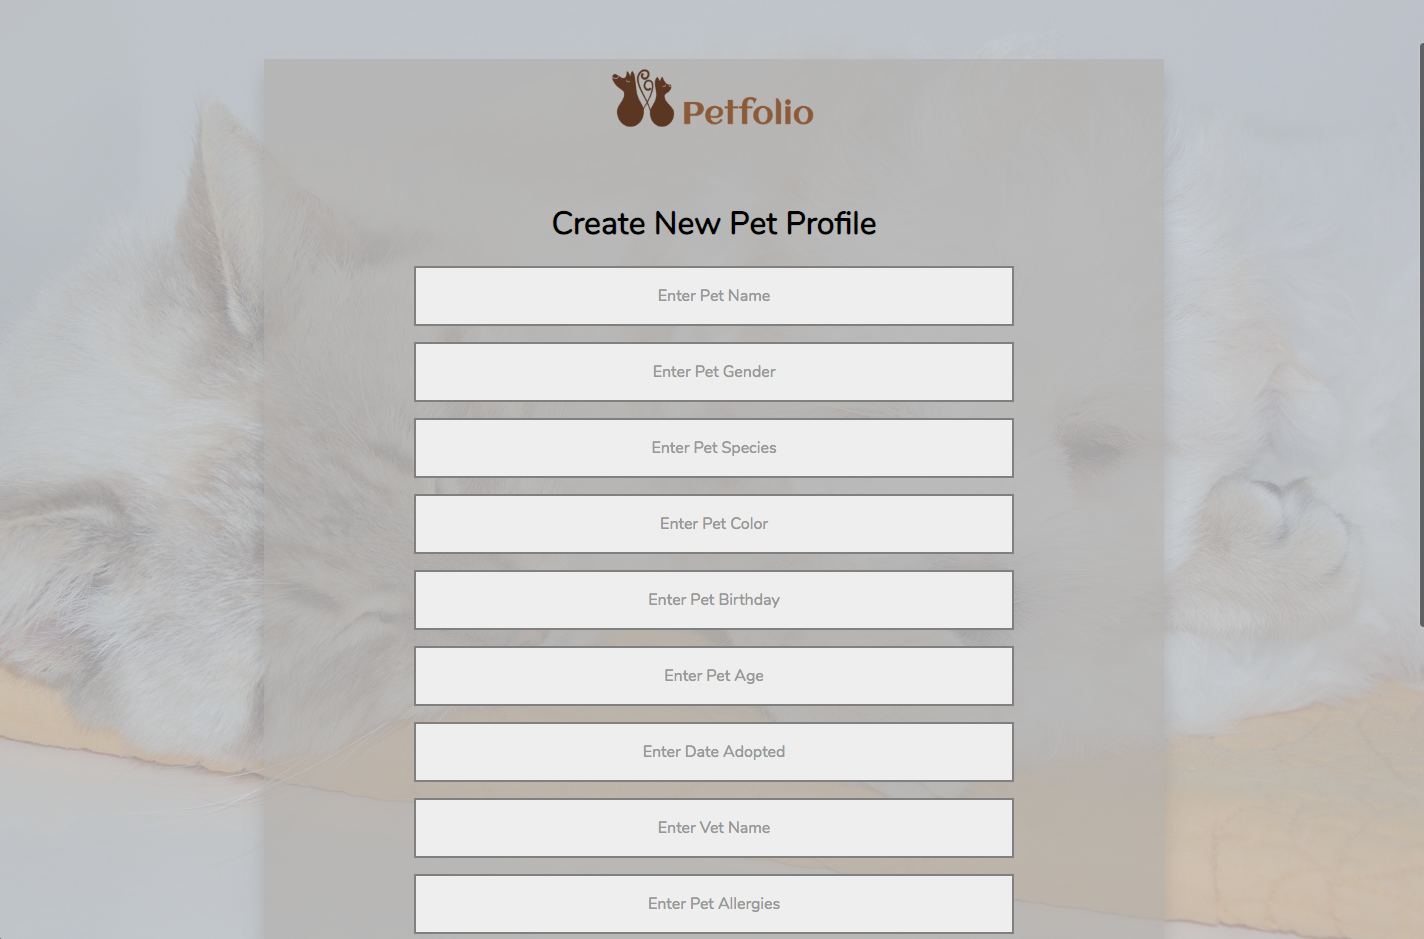 Petfolio
Create New Pet Profile
Enter Pet Name
Enter Pet Gender
Enter Pet Species
Enter Pet Color
Enter Pet Birthday
Enter Pet Age
Enter Date Adopted
Enter Vet Name
Enter Pet Allergies